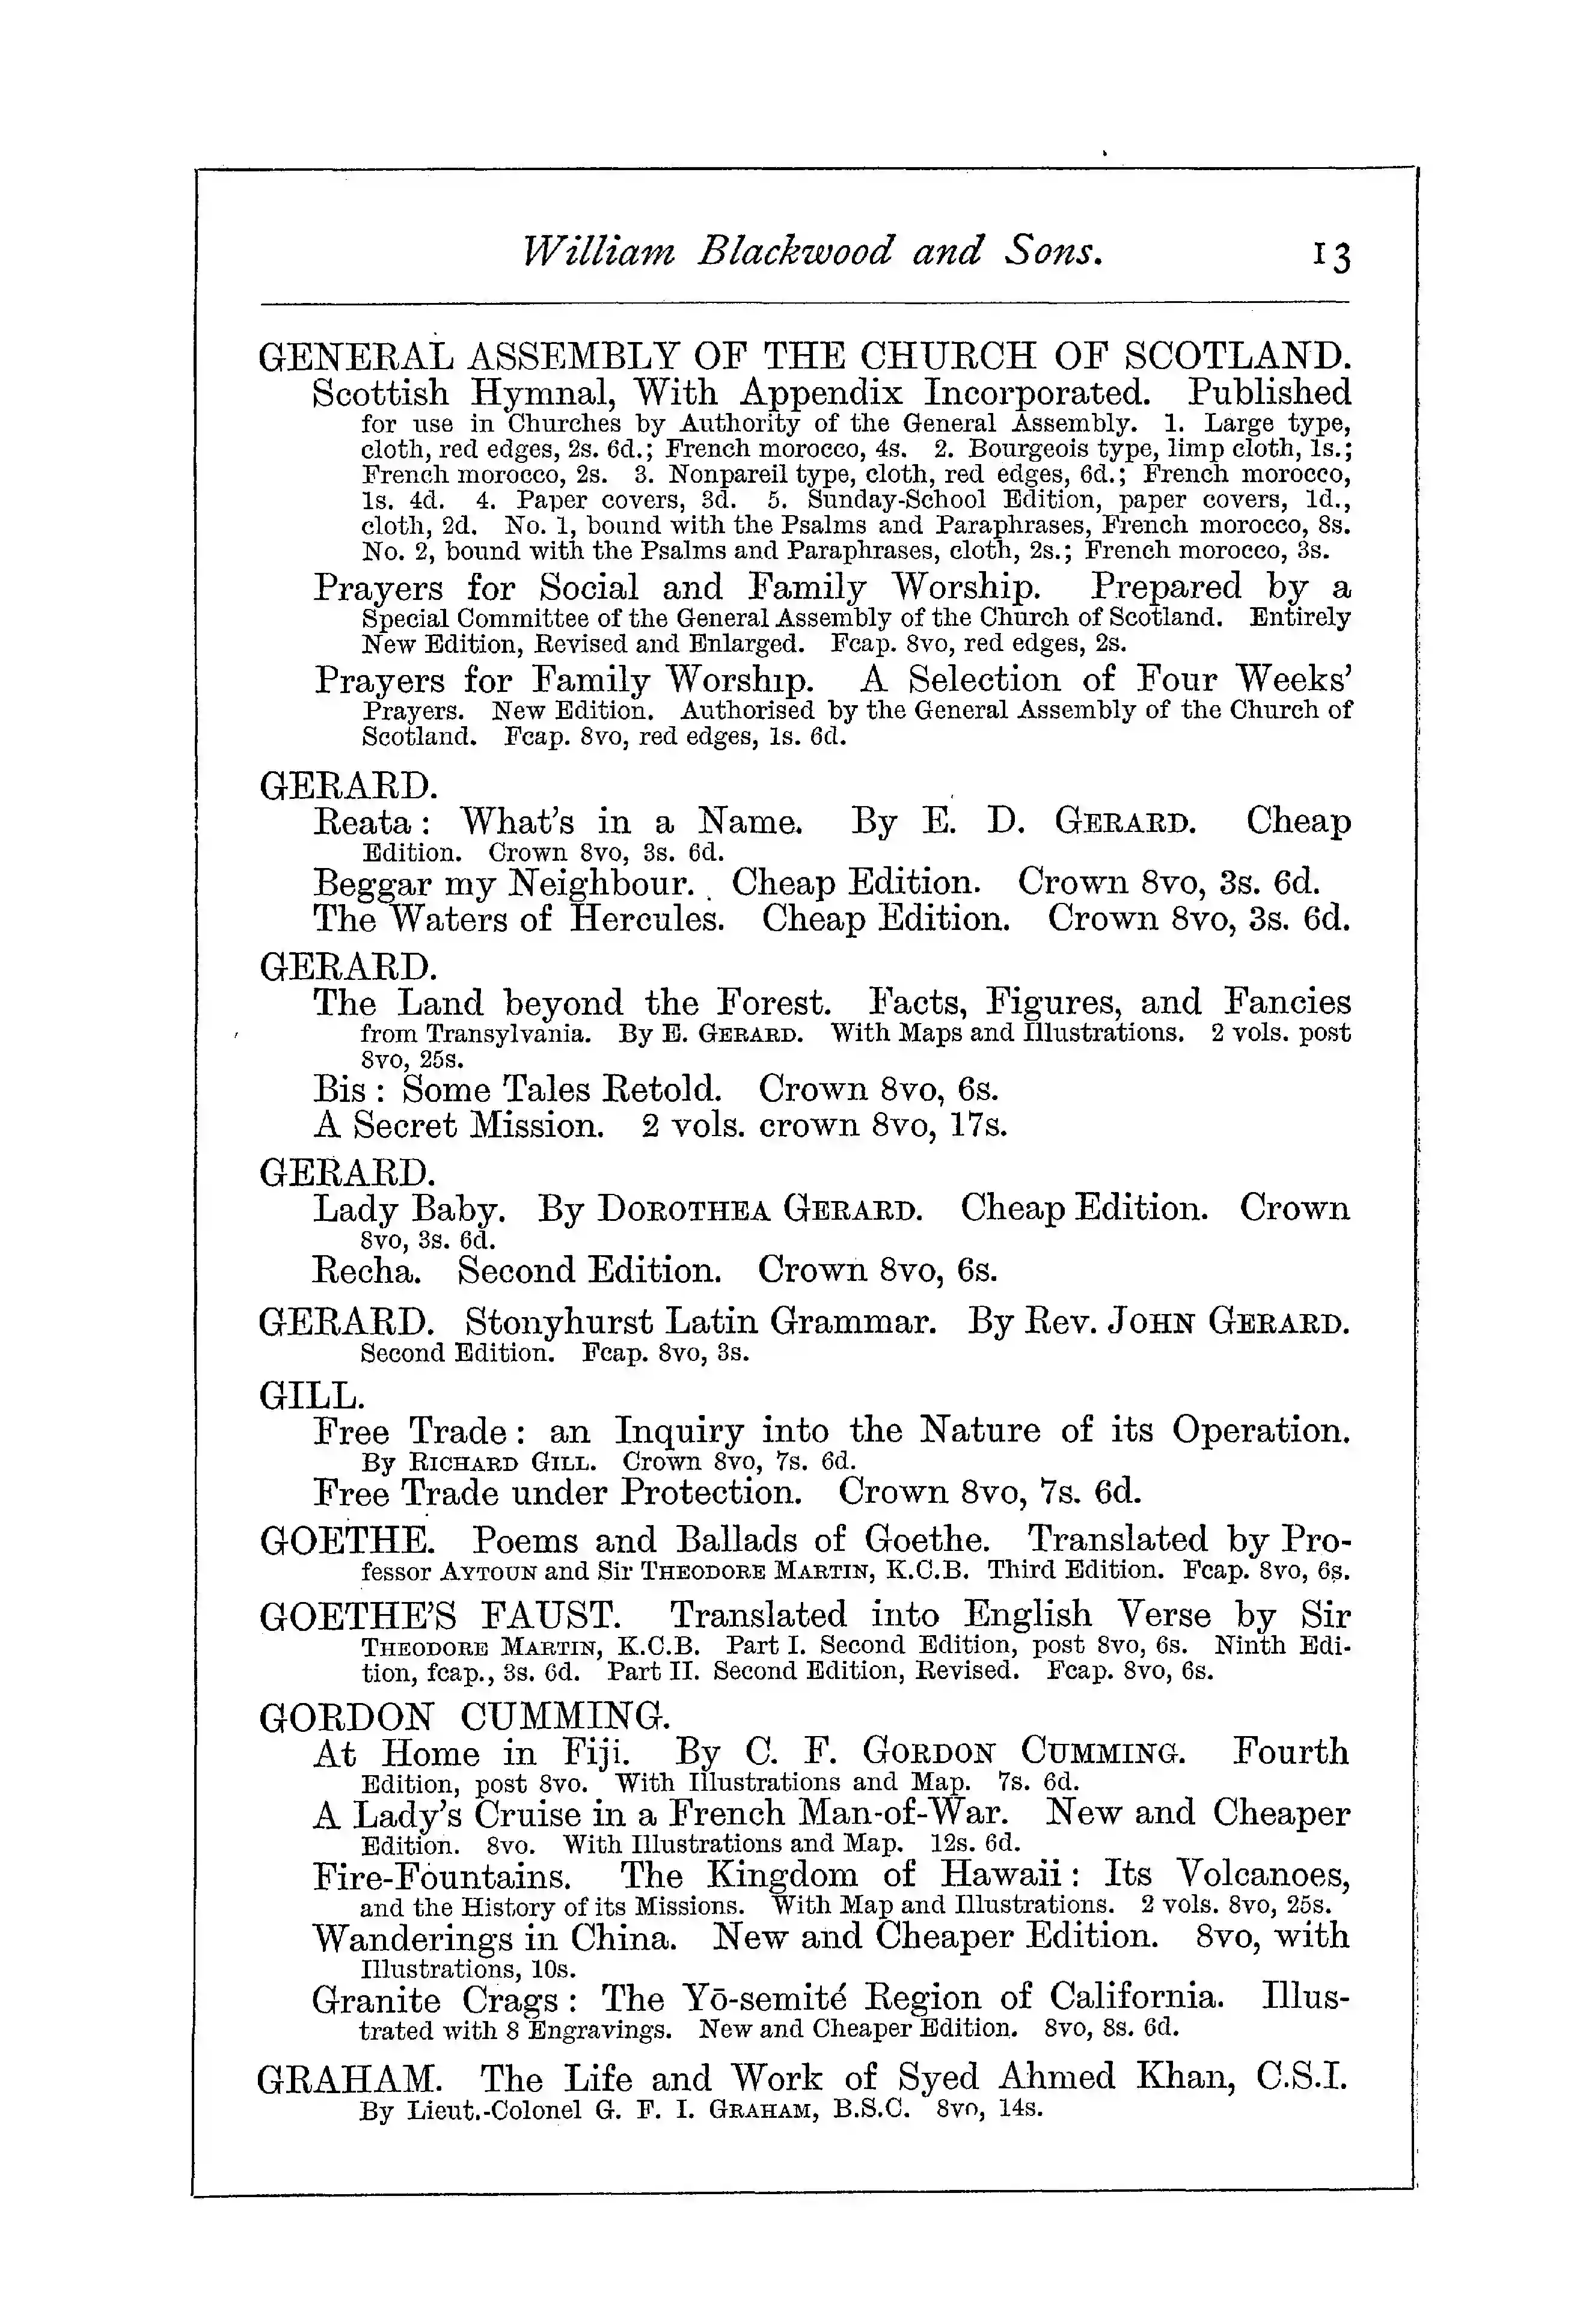 William Blackwood and Sons. 13
GENERAL ASSEMBLY OF THE CHURCH OF SCOTLAND.
Scottish Hymnal, With Appendix Incorporated. Published
for use in Churches by Authority of the General Assembly. 1. Large type,
cloth, red edges, 2s. 6d.; French morocco, 4s. 2. Bourgeois type, limp cloth, 1s.;
French morocco, 2s. 3. Nonpareil type, cloth, red edges, 6d.; French morocco,
1s. 4d. 4. Paper covers, 3d. 5. Sunday-School Edition, paper covers, 1d.,
cloth, 2d. No. 1, bound with the Psalms and Paraphrases, French morocco, 8s.
No. 2, bound with the Psalms and Paraphrases, cloth, 2s.; French morocco, 3s.
Prayers for Social and Family Worship. Prepared by a
Special Committee of the General Assembly of the Church of Scotland. Entirely
New Edition, Revised and Enlarged. Fcap. 8vo, red edges, 2s.
Prayers for Family Worship. A Selection of Four Weeks'
Prayers. New Edition. Authorised by the General Assembly of the Church of
Scotland. Fcap. 8vo, red edges, 1s. 6d.
GERARD.
Reata: What's in a Name. By E. D. GERARD. Cheap
Edition. Crown 8vo, 3s. 6d.
Beggar my Neighbour. Cheap Edition. Crown 8vo, 3s. 6d.
The Waters of Hercules. Cheap Edition. Crown 8vo, 3s. 6d.
GERARD.
The Land beyond the Forest. Facts, Figures, and Fancies
from Transylvania. By E. GERARD. With Maps and Illustrations. 2 vols. post
8vo, 25s.
Bis: Some Tales Retold. Crown 8vo, 6s.
A Secret Mission. 2 vols. crown 8vo, 17s.
GERARD.
Lady Baby. By DOROTHEA GERARD. Cheap Edition. Crown
8vo, 3s. 6d.
Recha. Second Edition. Crown 8vo, 6s.
GERARD. Stonyhurst Latin Grammar. By Rev. JOHN GERARD.
Second Edition. Fcap. 8vo, 3s.
GILL.
Free Trade: an Inquiry into the Nature of its Operation.
By RICHARD GILL. Crown 8vo, 7s. 6d.
Free Trade under Protection. Crown 8vo, 7s. 6d.
GOETHE. Poems and Ballads of Goethe. Translated by Pro-
fessor AYTOUN and Sir THEODORE MARTIN, K.C.B. Third Edition. Fcap. 8vo, 6s.
GOETHE'S FAUST. Translated into English Verse by Sir
THEODORE MARTIN, K.C.B. Part I. Second Edition, post 8vo, 6s. Ninth Edi-
tion, fcap., 3s. 6d. Part II. Second Edition, Revised. Fcap. 8vo, 6s.
GORDON CUMMING.
At Home in Fiji. By C. F. GORDON CUMMING. Fourth
Edition, post 8vo. With Illustrations and Map. 7s. 6d.
A Lady's Cruise in a French Man-of-War. New and Cheaper
Edition. 8vo. With Illustrations and Map. 12s. 6d.
Fire-Fountains. The Kingdom of Hawaii: Its Volcanoes,
and the History of its Missions. With Map and Illustrations. 2 vols. 8vo, 25s.
Wanderings in China. New and Cheaper Edition. 8vo, with
Illustrations, 10s.
Granite Crags: The Yō-semité Region of California. Illus-
trated with 8 Engravings. New and Cheaper Edition. 8vo, 8s. 6d.
GRAHAM. The Life and Work of Syed Ahmed Khan, C.S.I.
By Lieut.-Colonel G. F. I. GRAHAM, B.S.C. 8vo, 14s.